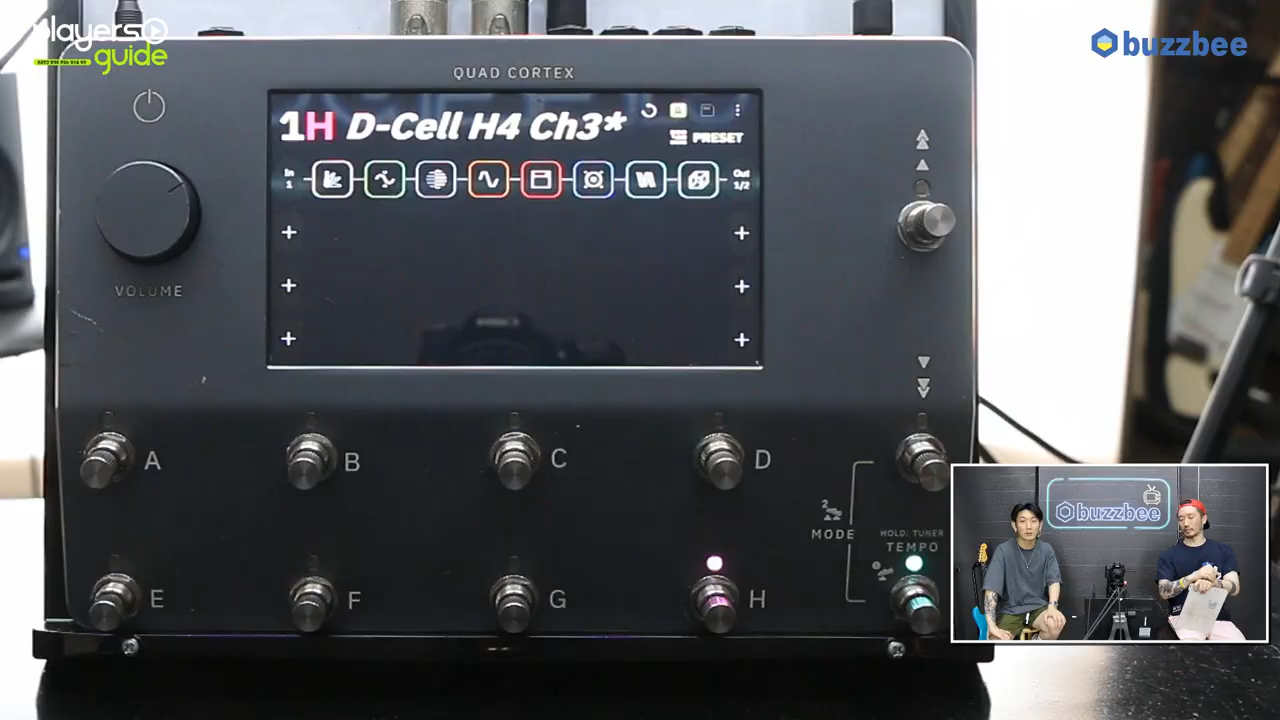 players
guide
buzzbee
QUAD CORTEX
1H D-Cell H4 Ch3*
PRESET
In
1
Out
1/2
VOLUME
A
B
C
D
2
MODE
HOLD: TUNER
TEMPO
E
F
G
H
buzzbee